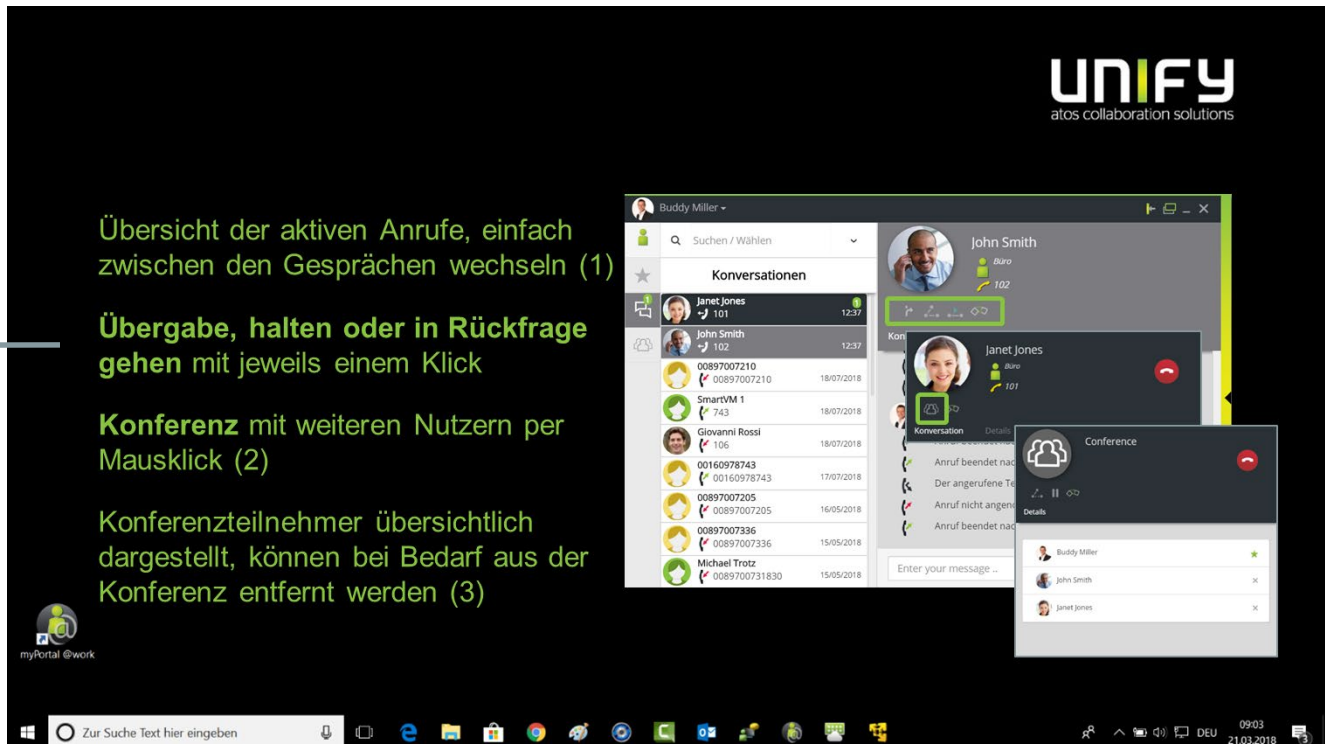 UNIFY
atos collaboration solutions
Übersicht der aktiven Anrufe, einfach
zwischen den Gesprächen wechseln (1)
Übergabe, halten oder in Rückfrage
gehen mit jeweils einem Klick
Konferenz mit weiteren Nutzern per
Mausklick (2)
Konferenzteilnehmer übersichtlich
dargestellt, können bei Bedarf aus der
Konferenz entfernt werden (3)
Buddy Miller
Suchen / Wählen
Konversationen
1
Janet Jones
1
101
12:37
John Smith
102
12:37
00897007210
00897007210
18/07/2018
SmartVM 1
743
18/07/2018
Giovanni Rossi
106
18/07/2018
00160978743
00160978743
17/07/2018
00897007205
00897007205
16/05/2018
00897007336
00897007336
15/05/2018
Michael Trotz
0089700731830
15/05/2018
John Smith
Büro
102
Kon
Janet Jones
Büro
101
Konversation
Details
Anruf beendet nac
Der angerufene Te
Anruf nicht angeno
Anruf beendet nac
Enter your message ..
Conference
Details
Buddy Miller
John Smith
Janet Jones
myPortal @work
Zur Suche Text hier eingeben
DEU
09:03
21.03.2018
3